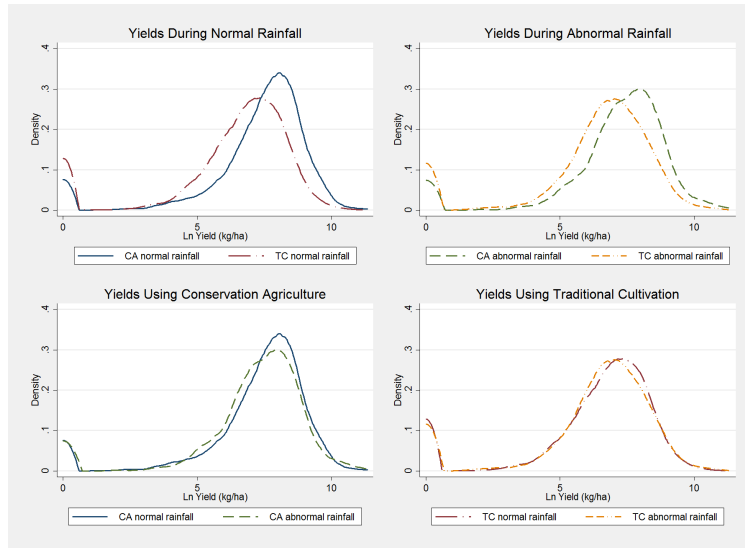 Yields During Normal Rainfall
.4
.3
.2
.1
0
Density
0 5 10
Ln Yield (kg/ha)
CA normal rainfall TC normal rainfall
Yields During Abnormal Rainfall
.4
.3
.2
.1
0
Density
0 5 10
Ln Yield (kg/ha)
CA abnormal rainfall TC abnormal rainfall
Yields Using Conservation Agriculture
.4
.3
.2
.1
0
Density
0 5 10
Ln Yield (kg/ha)
CA normal rainfall CA abnormal rainfall
Yields Using Traditional Cultivation
.4
.3
.2
.1
0
Density
0 5 10
Ln Yield (kg/ha)
TC normal rainfall TC abnormal rainfall